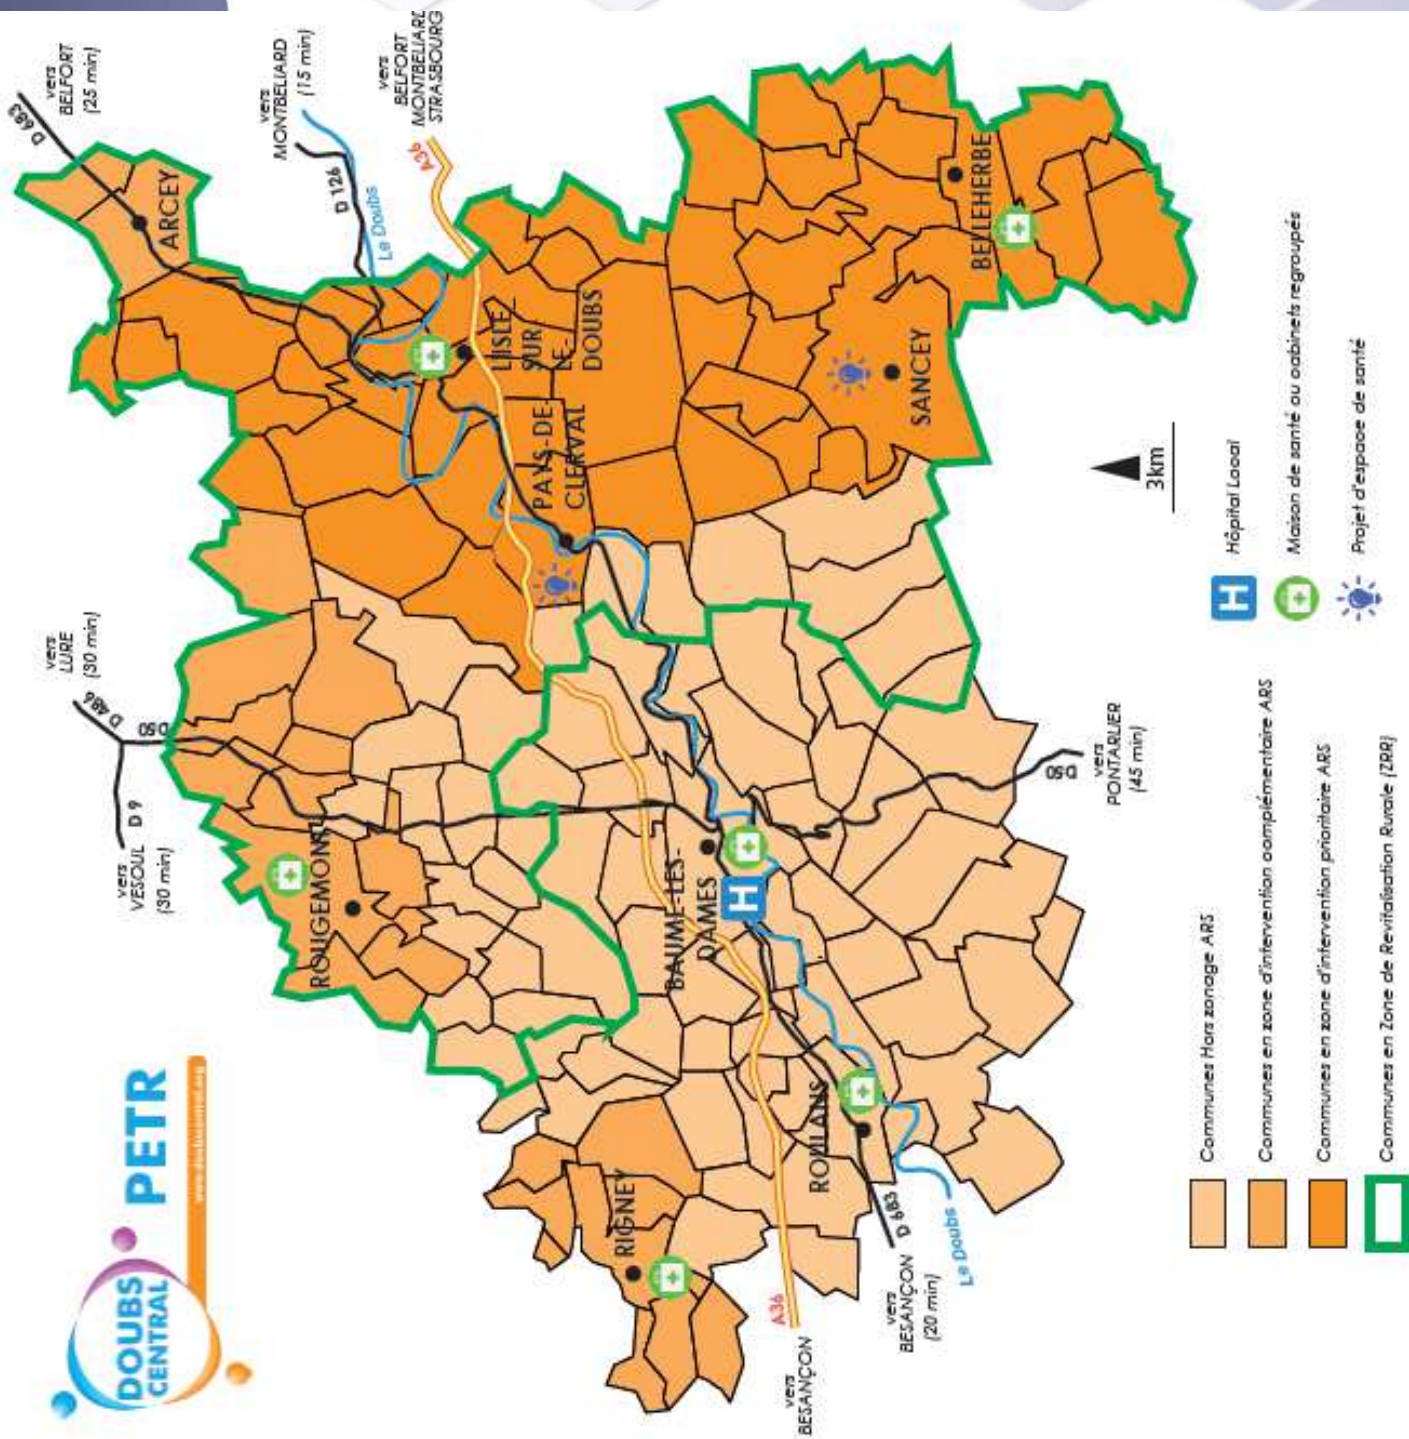 DOUBS
CENTRAL
PETR
www.doubscentral.org
vers
VESOUL
(30 min)
D 9
vers
LURE
(30 min)
D 486
D50
vers
BELFORT
(25 min)
D 683
vers
MONTBELIARD
(15 min)
D 126
Le Doubs
vers
BELFORT
MONTBELIARD
STRASBOURG
A36
ARCEY
ROUGEMONT
L'ISLE-
SUR-
LE-
DOUBS
PAYS-DE-
CLERVAL
BELLEHERBE
SANCEY
BAUME-LES-
DAMES
H
RIGNEY
ROULANS
A36
vers
BESANÇON
D 683
vers
BESANÇON
(20 min)
Le Doubs
D50
vers
PONTARLIER
(45 min)
3km
Communes Hors zonage ARS
Communes en zone d'intervention complémentaire ARS
Communes en zone d'intervention prioritaire ARS
Communes en Zone de Revitalisation Rurale (ZRR)
H
Hôpital Local
Maison de santé ou cabinets regroupés
Projet d'espace de santé